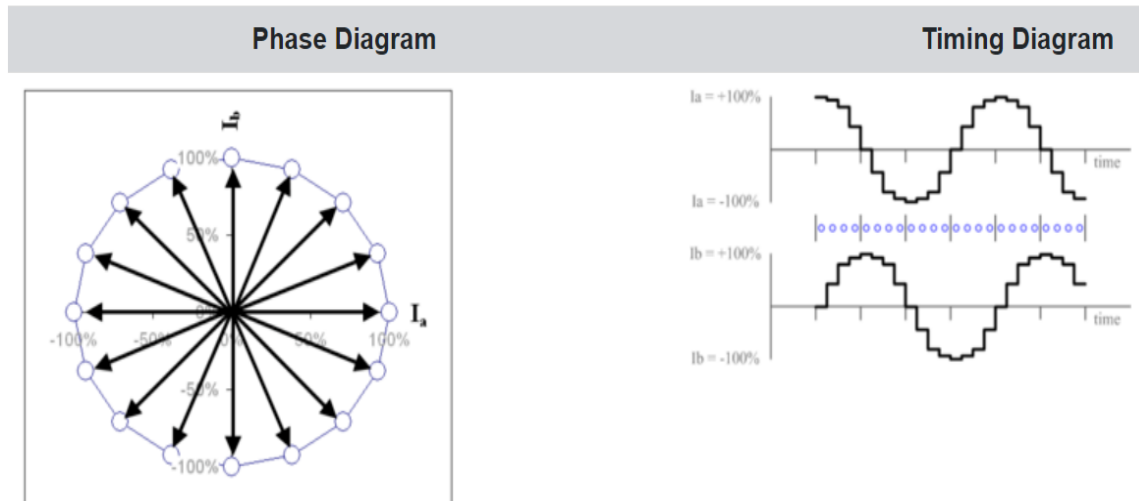 Phase Diagram
Timing Diagram
Ib
100%
50%
0%
-100%
-50%
0%
50%
100%
Ia
-50%
-100%
Ia = +100%
time
Ia = -100%
Ib = +100%
time
Ib = -100%